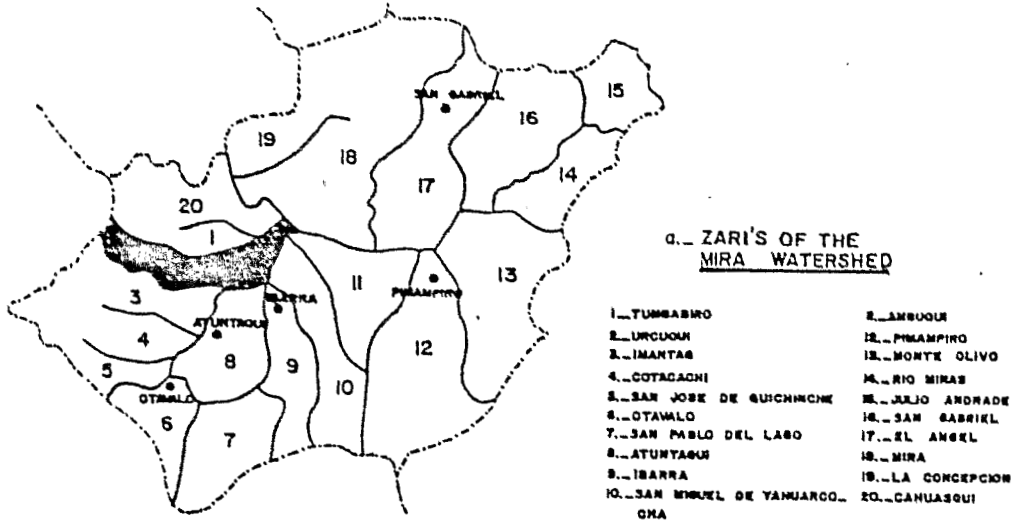 SAN GABRIEL
15
16
19
18
17
14
20
1
13
11
PIMAMPIRO
3
IBARRA
ATUNTAQUI
4
8
12
9
5
10
OTAVALO
6
7
a._ ZARI'S OF THE
MIRA WATERSHED
1._TUMBABIRO
2._URCUQUI
3._IMANTAG
4._COTACACHI
5._SAN JOSE DE QUICHINCHE
6._OTAVALO
7._SAN PABLO DEL LAGO
8._ATUNTAQUI
9._IBARRA
10._SAN MIGUEL DE YAHUARCO_
CHA
AMBUQUI
12._PIMAMPIRO
13._MONTE OLIVO
14._RIO MINAS
15._JULIO ANDRADE
16._SAN GABRIEL
17._EL ANGEL
18._MIRA
19._LA CONCEPCION
20._CAHUASQUI